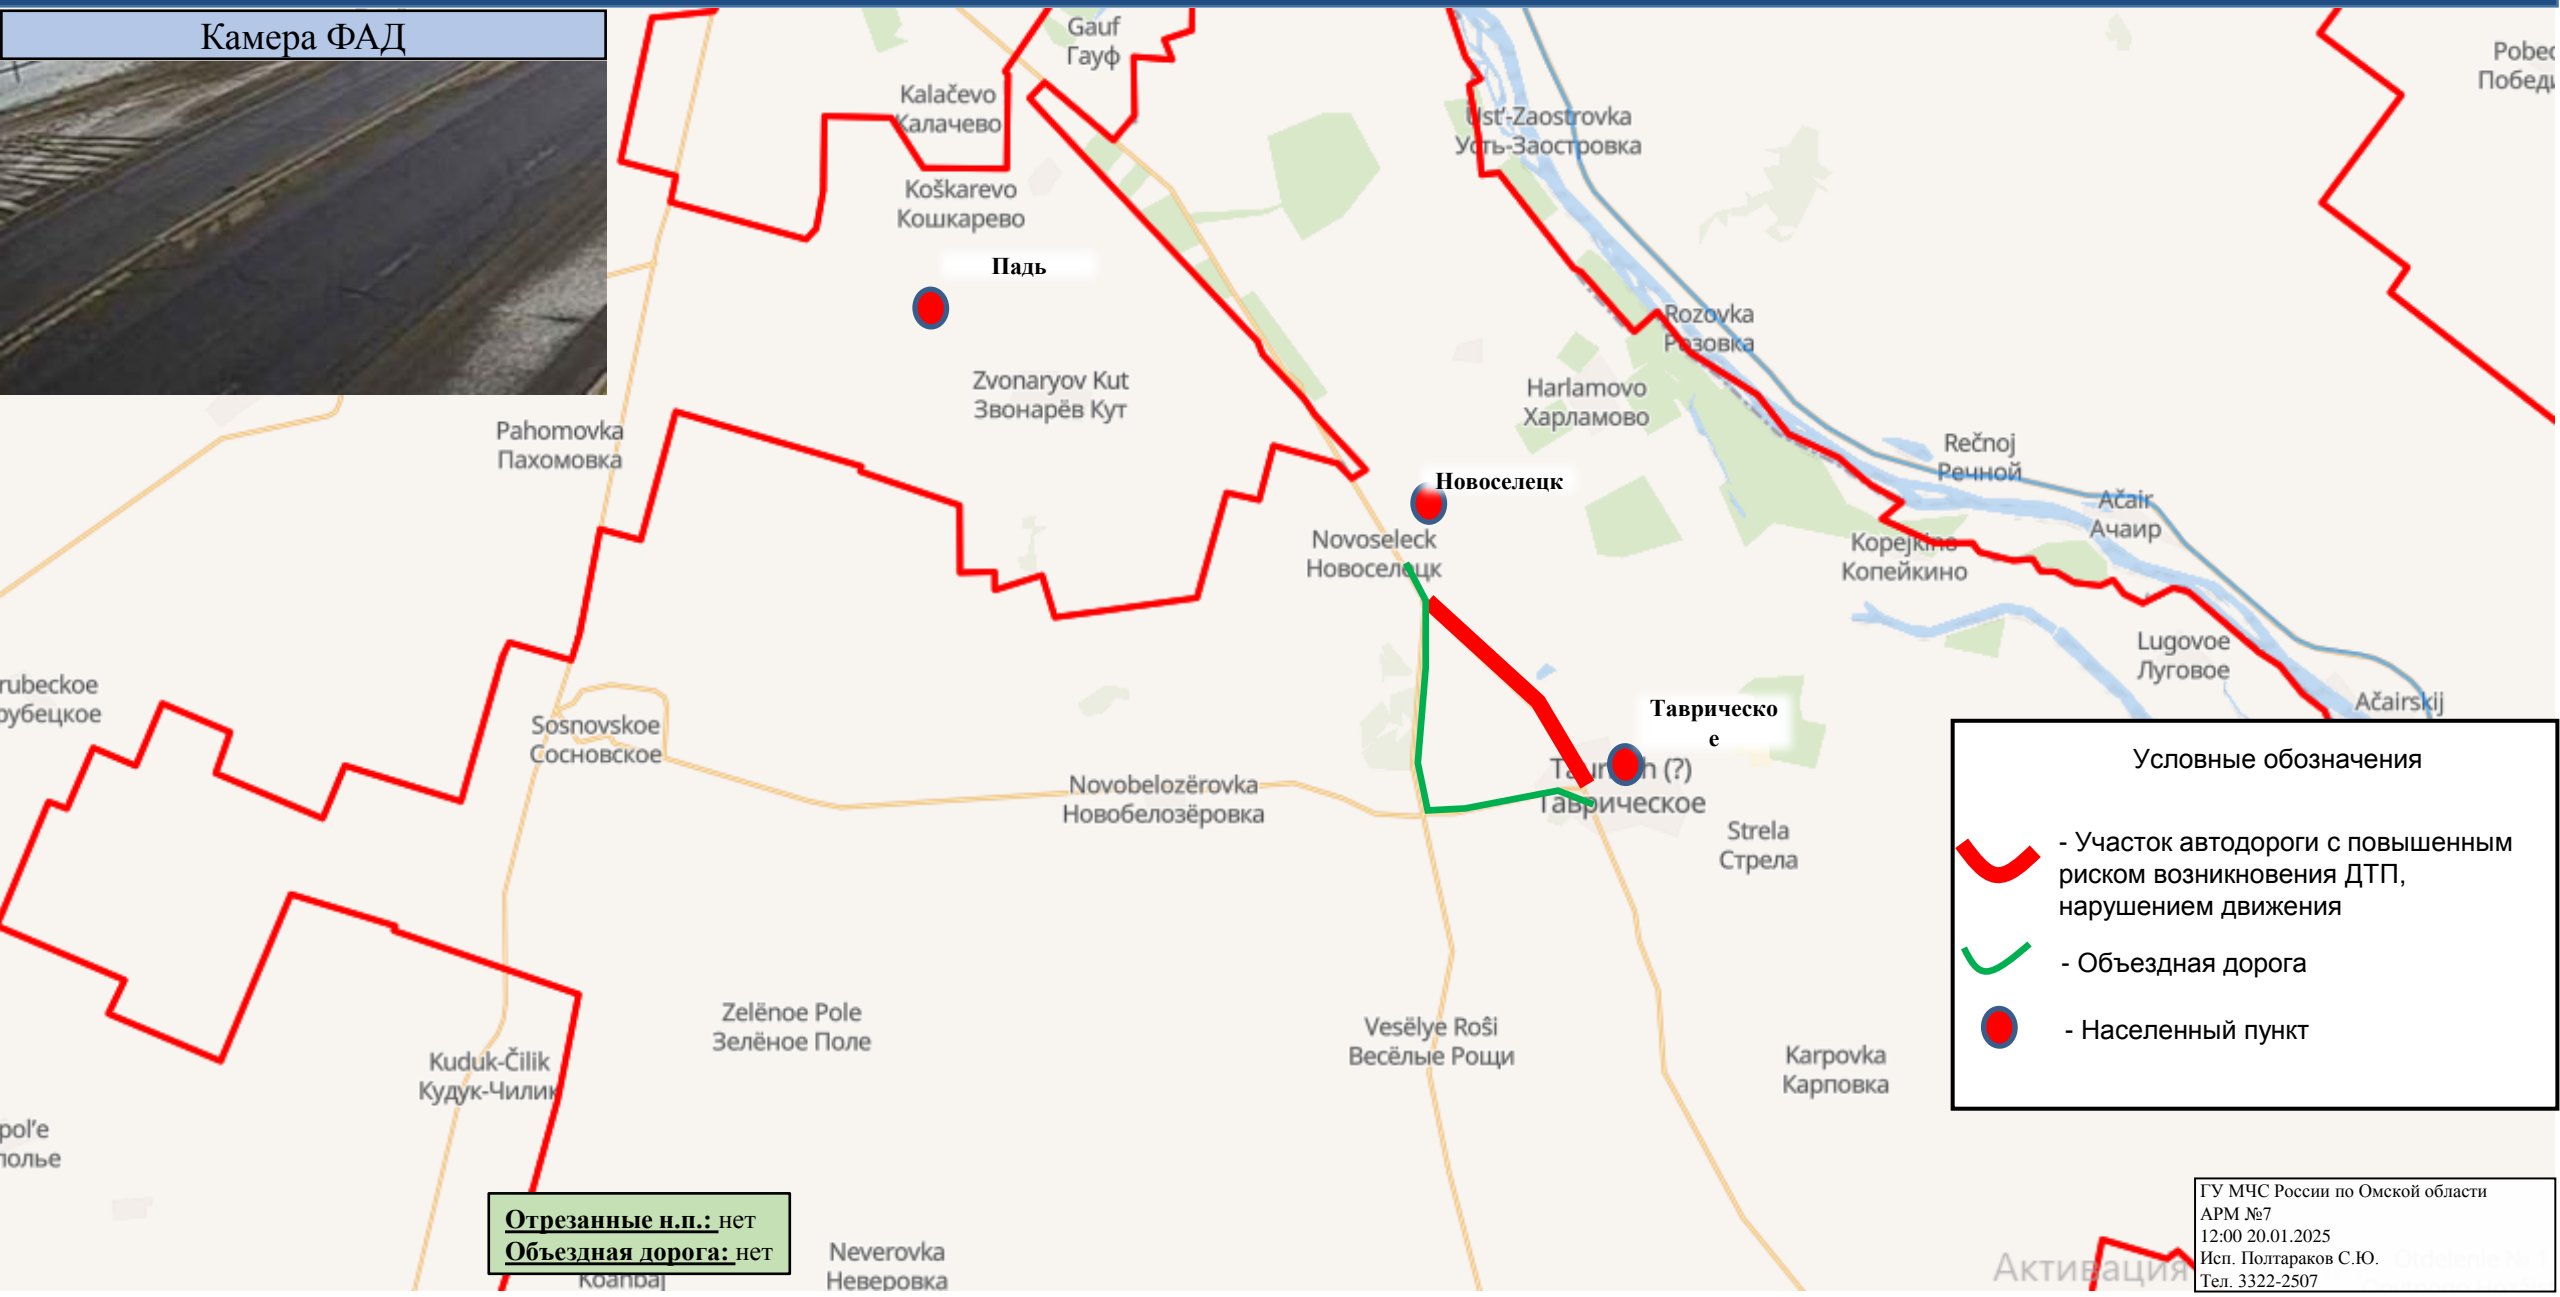 Камера ФАД
Gauf
Гауф
Kalačevo
Калачево
Koškarevo
Кошкарево
Падь
Zvonaryov Kut
Звонарёв Кут
Pahomovka
Пахомовка
Ust'-Zaostrovka
Усть-Заостровка
Rozovka
Розовка
Harlamovo
Харламово
Rečnoj
Речной
Ačair
Ачаир
Kopejkino
Копейкино
Lugovoe
Луговое
Ačairskij
Новоселецк
Novoseleck
Новоселецк
rubeckoe
рубецкое
Sosnovskoe
Сосновское
Novobelozërovka
Новобелозёровка
Таврическо
е
(?)
Таврическое
Strela
Стрела
Условные обозначения
- Участок автодороги с повышенным
риском возникновения ДТП,
нарушением движения
- Объездная дорога
- Населенный пункт
Zelënoe Pole
Зелёное Поле
Vesëlye Roŝi
Весёлые Рощи
Karpovka
Карповка
Kuduk-Čilik
Кудук-Чилик
pol'e
полье
Отрезанные н.п.: нет
Объездная дорога: нет
Neverovka
Неверовка
Активация
ГУ МЧС России по Омской области
АРМ №7
12:00 20.01.2025
Исп. Полтараков С.Ю.
Тел. 3322-2507